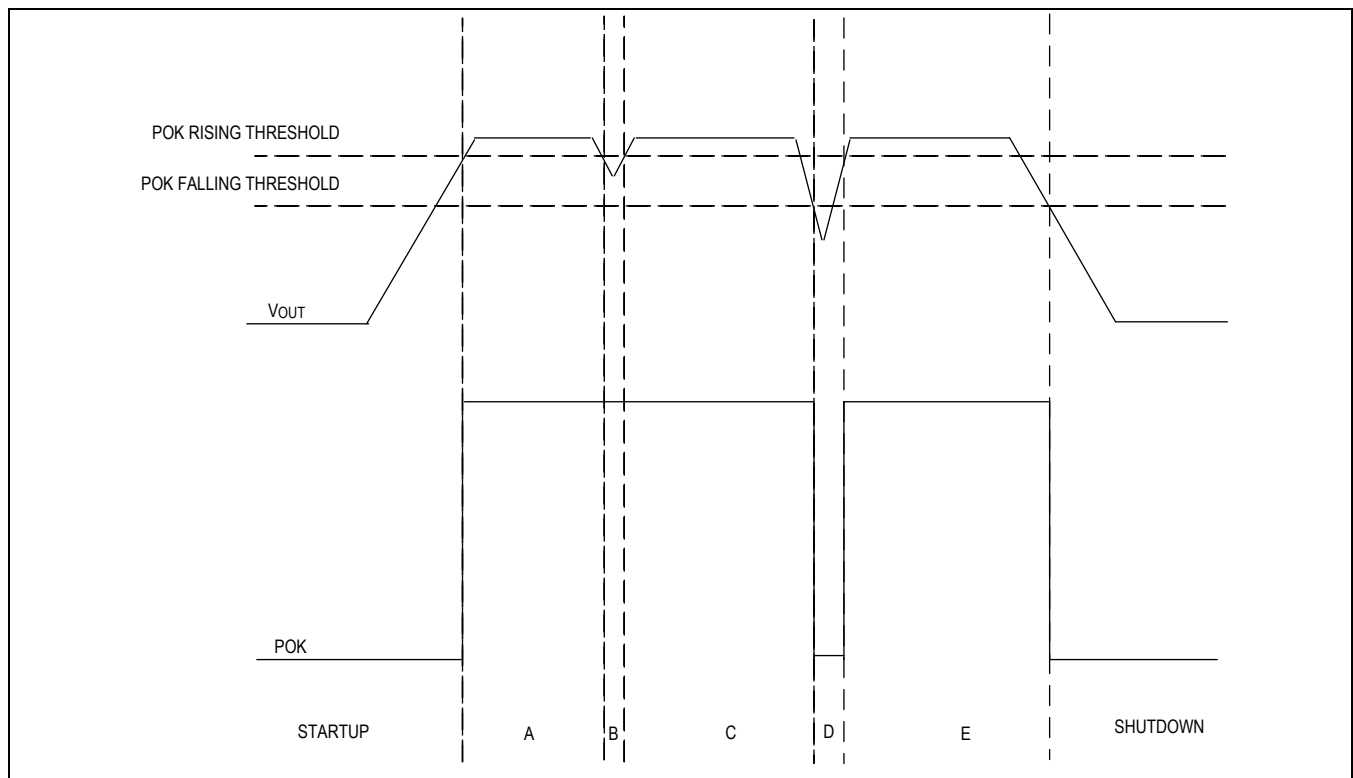 POK RISING THRESHOLD
POK FALLING THRESHOLD
VOUT
POK
STARTUP
A
B
C
D
E
SHUTDOWN